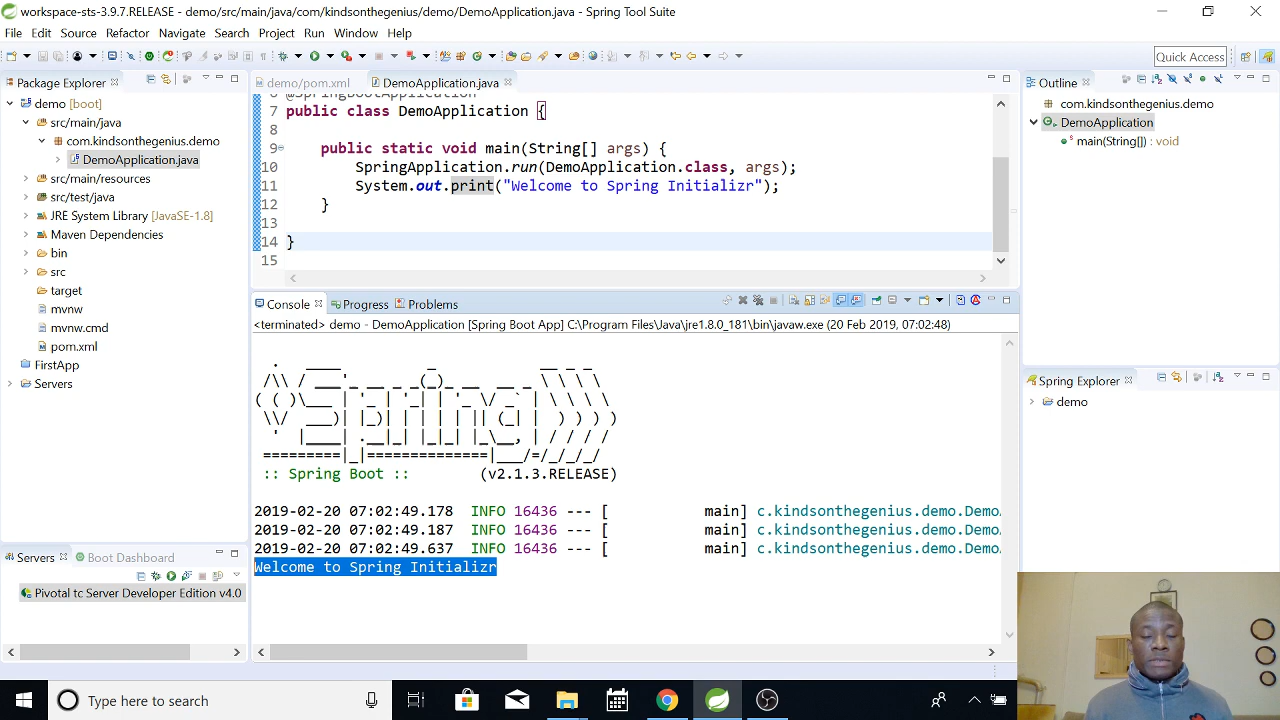 workspace-sts-3.9.7.RELEASE - demo/src/main/java/com/kindsonthegenius/demo/DemoApplication.java - Spring Tool Suite
File Edit Source Refactor Navigate Search Project Run Window Help
Quick Access
Package Explorer
demo [boot]
src/main/java
com.kindsonthegenius.demo
DemoApplication.java
src/main/resources
src/test/java
JRE System Library [JavaSE-1.8]
Maven Dependencies
bin
src
target
mvnw
mvnw.cmd
pom.xml
FirstApp
Servers
Servers
Boot Dashboard
Pivotal tc Server Developer Edition v4.0
demo/pom.xml
DemoApplication.java
6 @SpringBootApplication
7 public class DemoApplication {
8
9 public static void main(String[] args) {
10 SpringApplication.run(DemoApplication.class, args);
11 System.out.print("Welcome to Spring Initializr");
12 }
13
14 }
15
Console Progress Problems
<terminated> demo - DemoApplication [Spring Boot App] C:\Program Files\Java\jre1.8.0_181\bin\javaw.exe (20 Feb 2019, 07:02:48)
Spring
:: Spring Boot :: (v2.1.3.RELEASE)
2019-02-20 07:02:49.178 INFO 16436 --- [ main] c.kindsonthegenius.demo.Demo
2019-02-20 07:02:49.187 INFO 16436 --- [ main] c.kindsonthegenius.demo.Demo
2019-02-20 07:02:49.637 INFO 16436 --- [ main] c.kindsonthegenius.demo.Demo
Welcome to Spring Initializr
Outline
com.kindsonthegenius.demo
DemoApplication
main(String[]) : void
Spring Explorer
demo
Type here to search